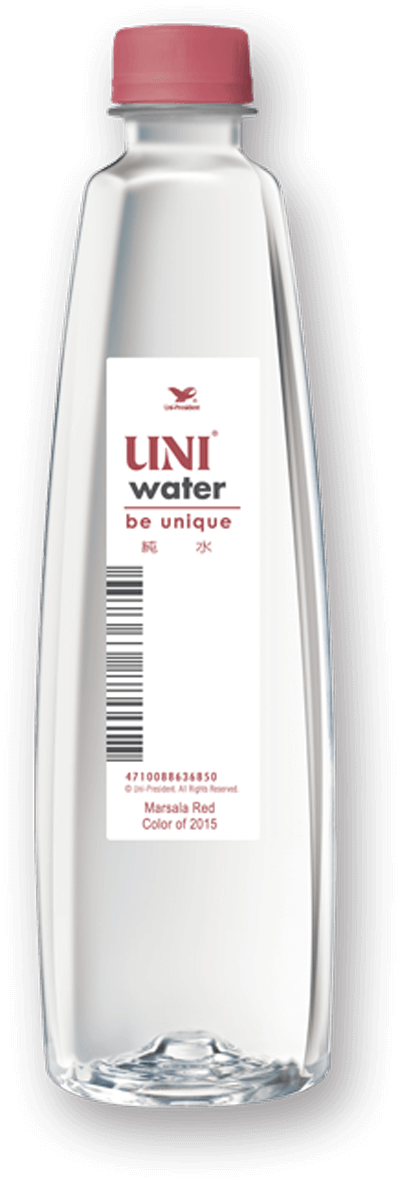 Uni-President
UNI®
water
be unique
純 水
4710088636850
© Uni-President. All Rights Reserved.
Marsala Red
Color of 2015